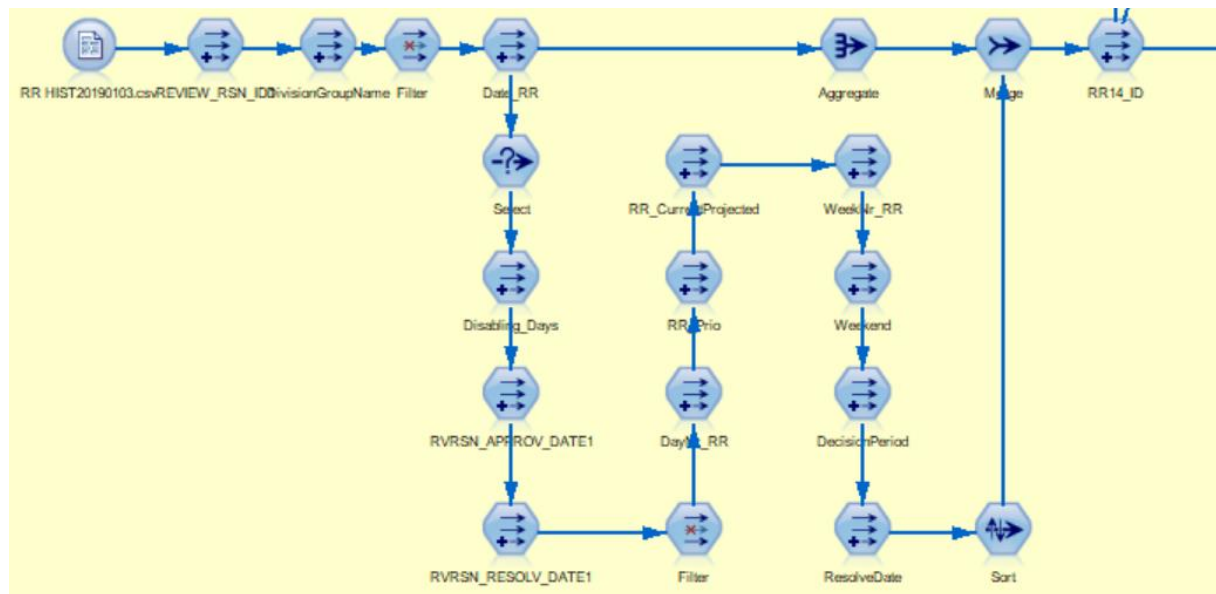 RR HIST20190103.csv REVIEW_RSN_ID DivisionGroupName Filter Date_RR Aggregate Merge RR14_ID
Select RR_CurrentProjected WeekNr_RR
Disabling_Days RR_Prio Weekend
RVRSN_APPROV_DATE1 DayNr_RR DecisionPeriod
RVRSN_RESOLV_DATE1 Filter ResolveDate Sort